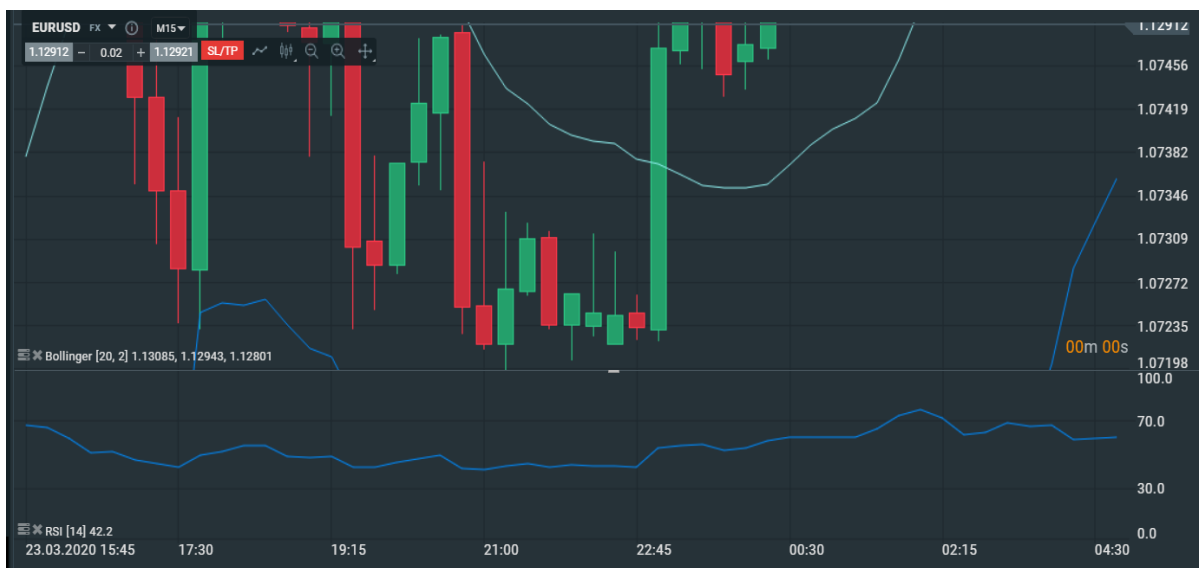 EURUSD FX M15
1.12912 − 0.02 + 1.12921 SL/TP
1.12912
1.07456
1.07419
1.07382
1.07346
1.07309
1.07272
1.07235
00m 00s
Bollinger [20, 2] 1.13085, 1.12943, 1.12801
1.07198
100.0
70.0
30.0
0.0
RSI [14] 42.2
23.03.2020 15:45 17:30 19:15 21:00 22:45 00:30 02:15 04:30